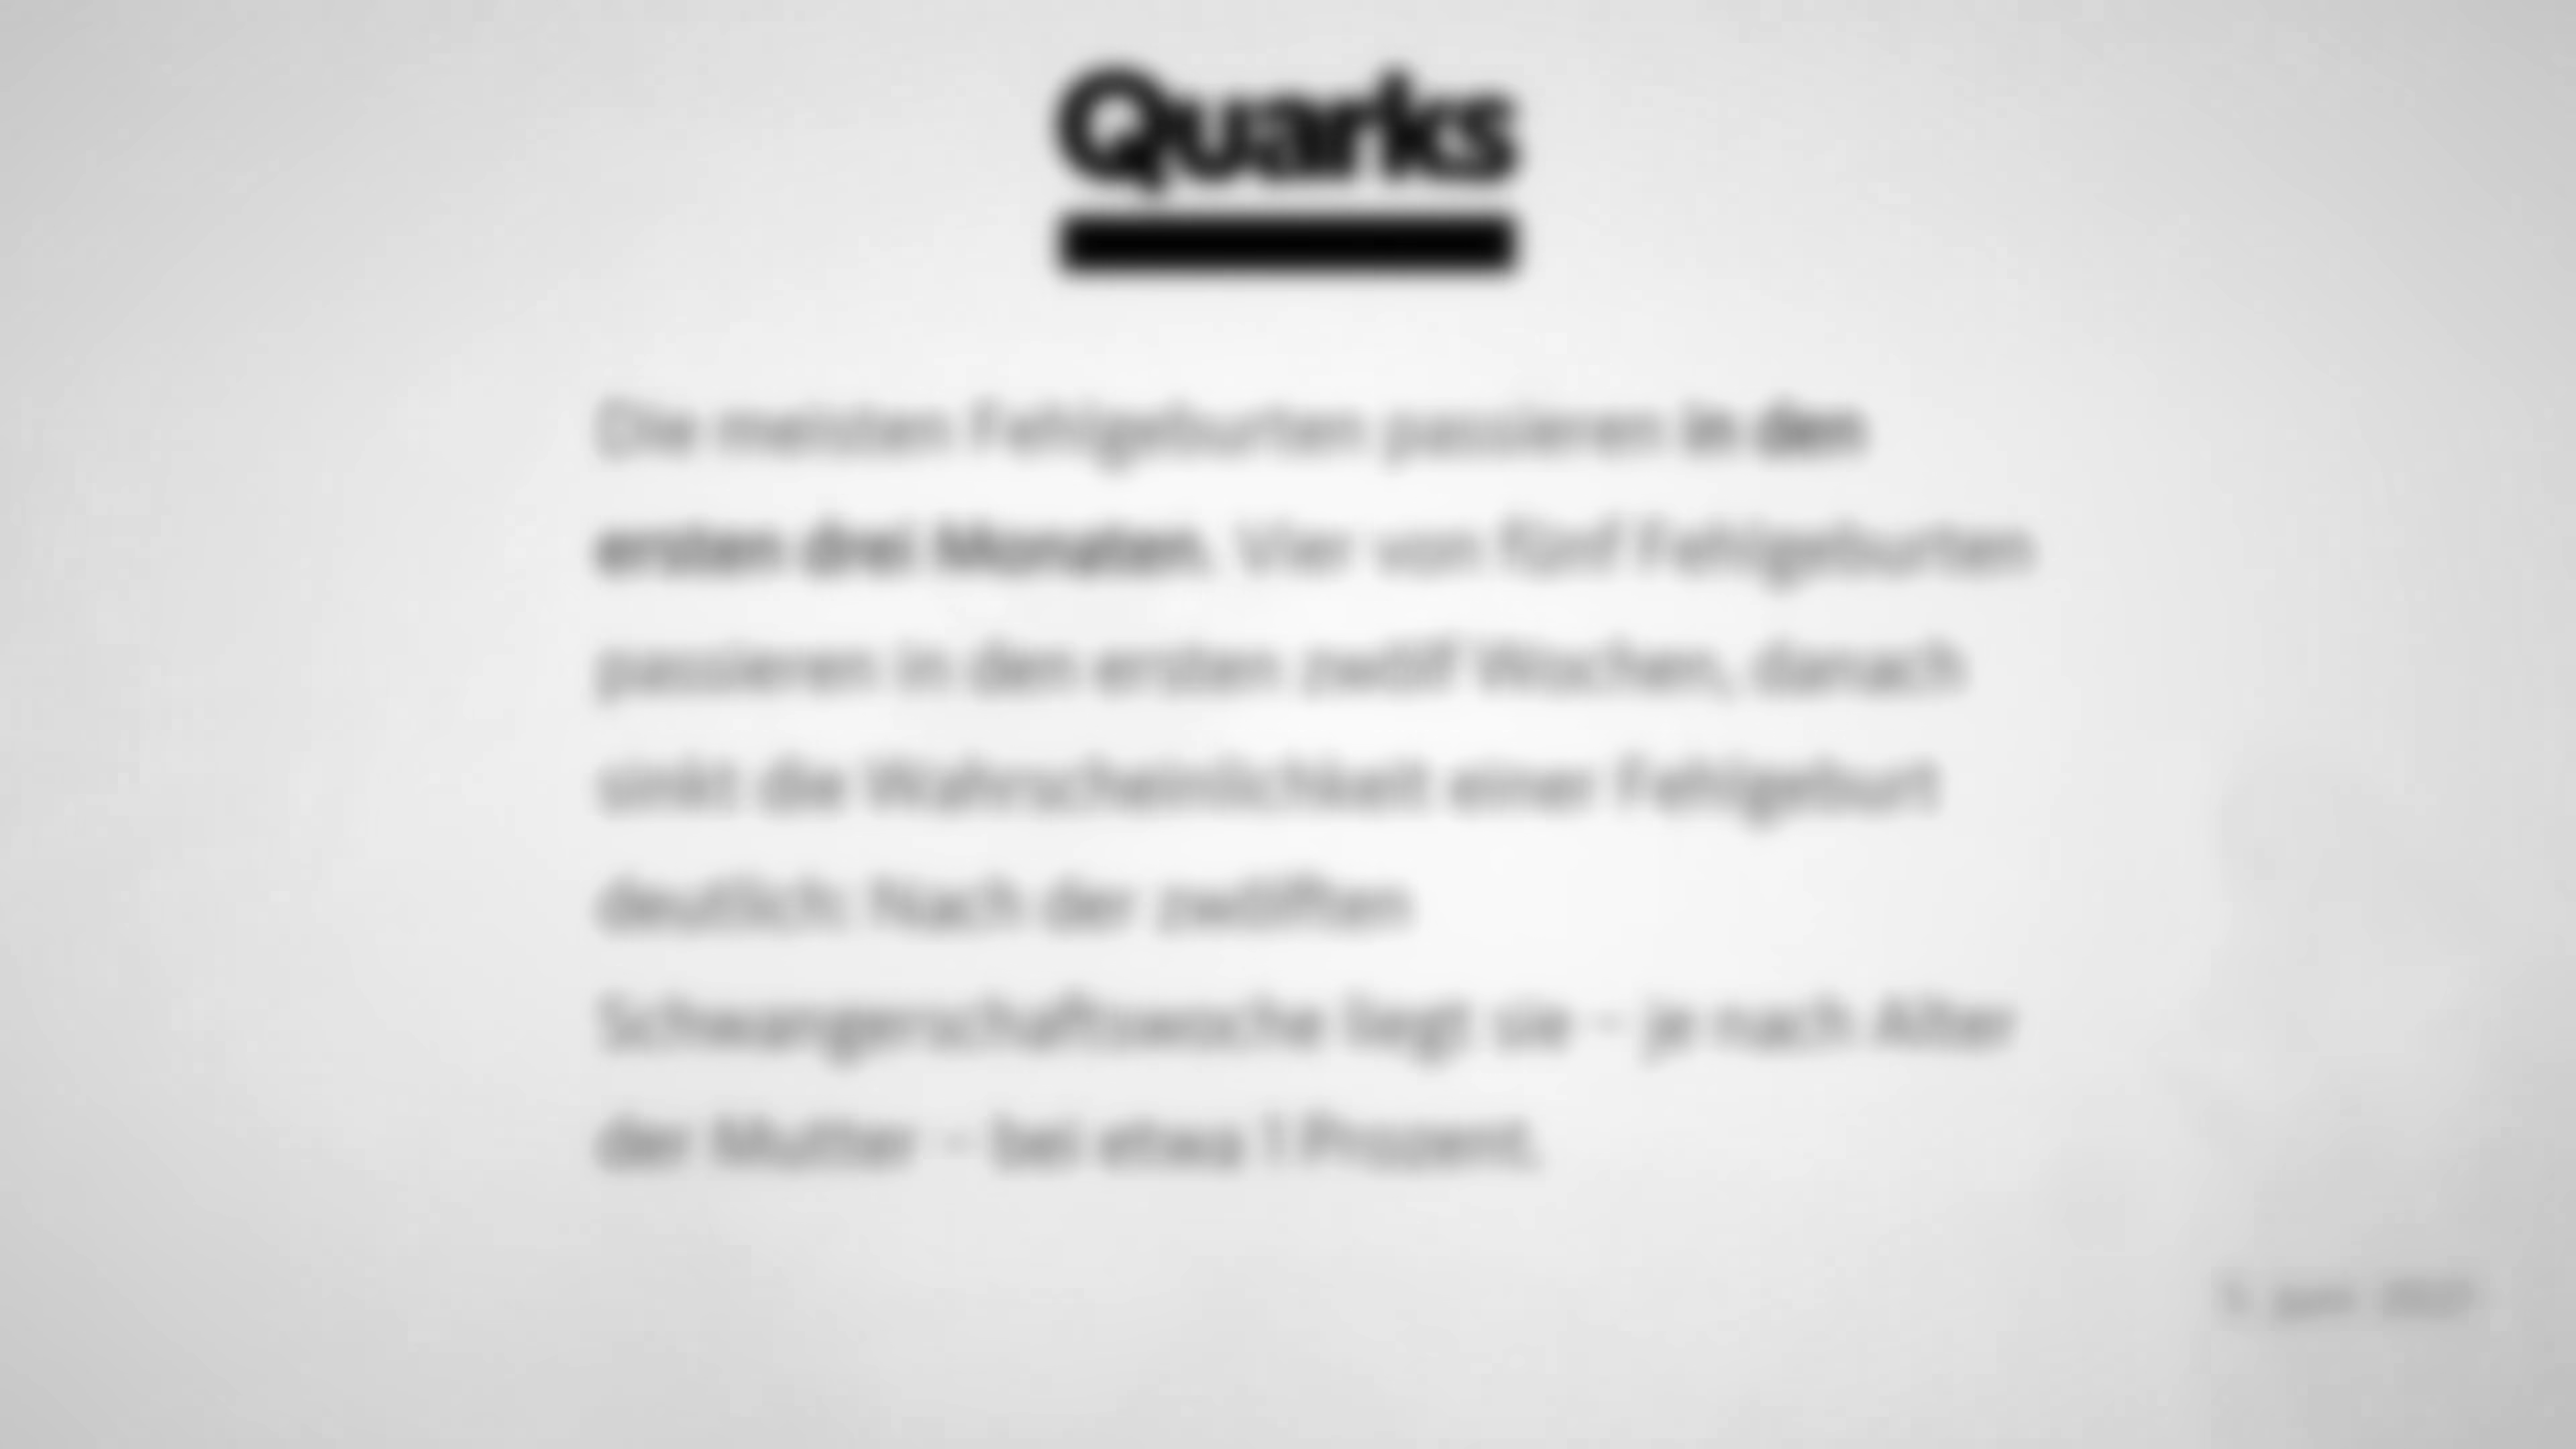 Quarks
Die meisten Fehlgeburten passieren in den
ersten drei Monaten. Vier von fünf Fehlgeburten
passieren in den ersten zwölf Wochen, danach
sinkt die Wahrscheinlichkeit einer Fehlgeburt
deutlich: Nach der zwölften
Schwangerschaftswoche liegt sie – je nach Alter
der Mutter – bei etwa 1 Prozent.